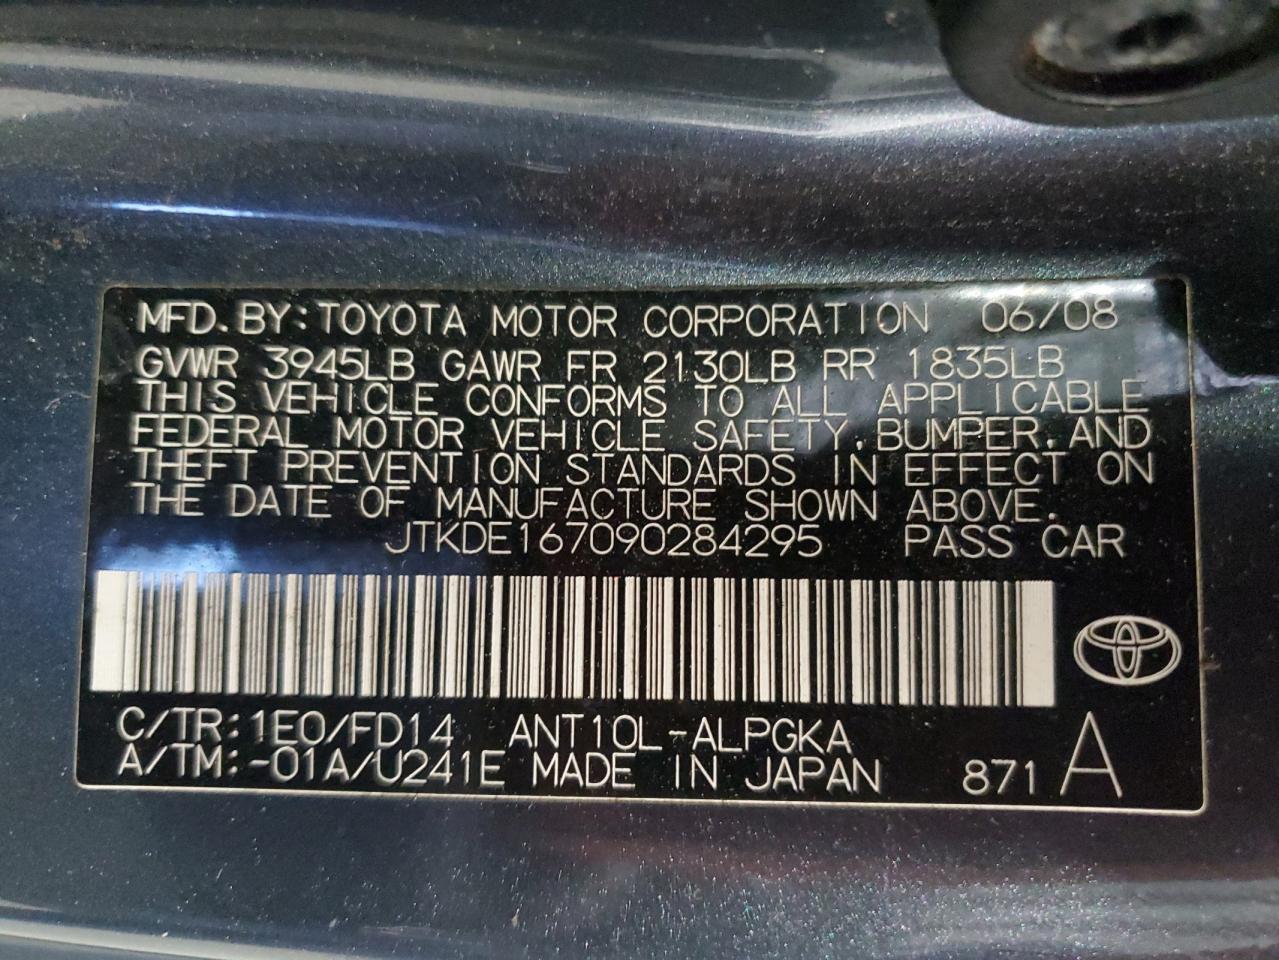 MFD. BY: TOYOTA MOTOR CORPORATION 06/08
GVWR 3945LB GAWR FR 2130LB RR 1835LB
THIS VEHICLE CONFORMS TO ALL APPLICABLE
FEDERAL MOTOR VEHICLE SAFETY, BUMPER, AND
THEFT PREVENTION STANDARDS IN EFFECT ON
THE DATE OF MANUFACTURE SHOWN ABOVE.
JTKDE167090284295 PASS CAR
C/TR: 1E0/FD14 ANT10L-ALPGKA
A/TM: -01A/U241E MADE IN JAPAN 871 A